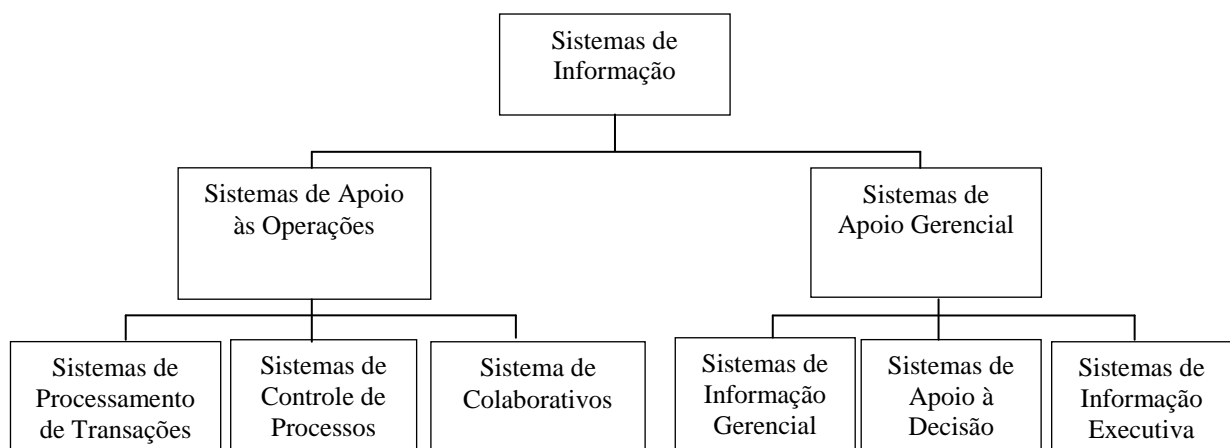 Sistemas de
Informação
Sistemas de Apoio
às Operações
Sistemas de
Apoio Gerencial
Sistemas de
Processamento
de Transações
Sistemas de
Controle de
Processos
Sistema de
Colaborativos
Sistemas de
Informação
Gerencial
Sistemas de
Apoio à
Decisão
Sistemas de
Informação
Executiva